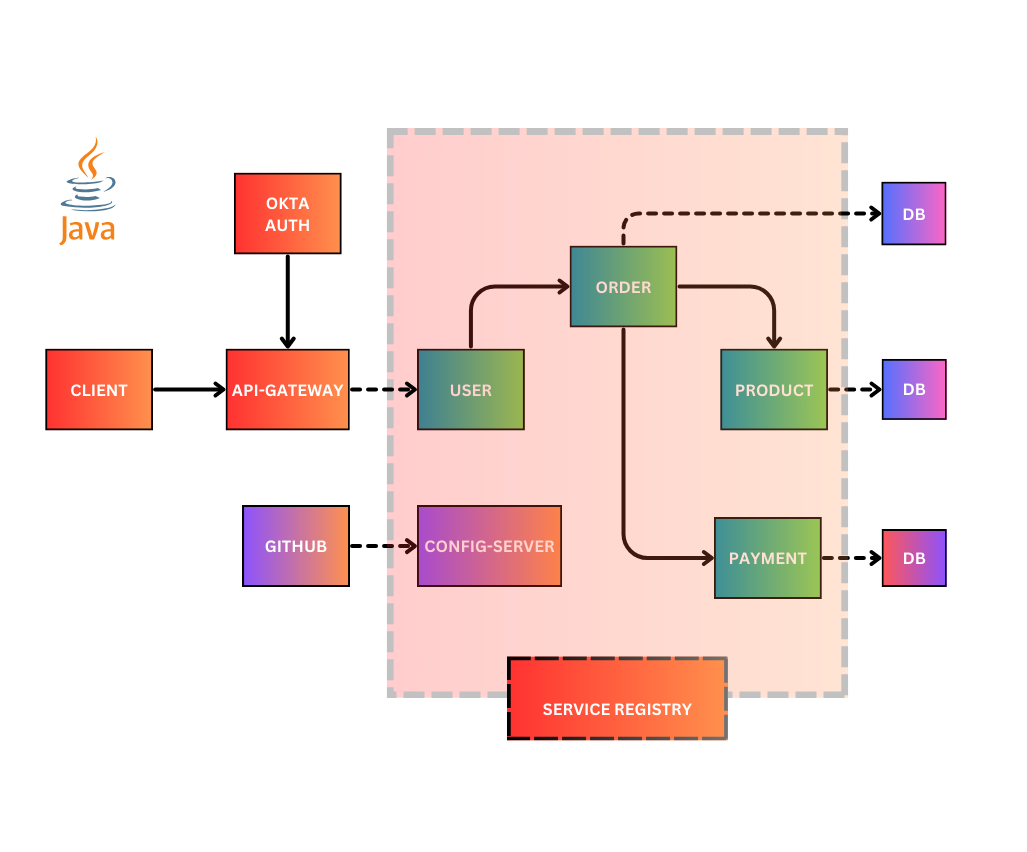 Java
OKTA
AUTH
DB
ORDER
CLIENT
API-GATEWAY
USER
PRODUCT
DB
GITHUB
CONFIG-SERVER
PAYMENT
DB
SERVICE REGISTRY